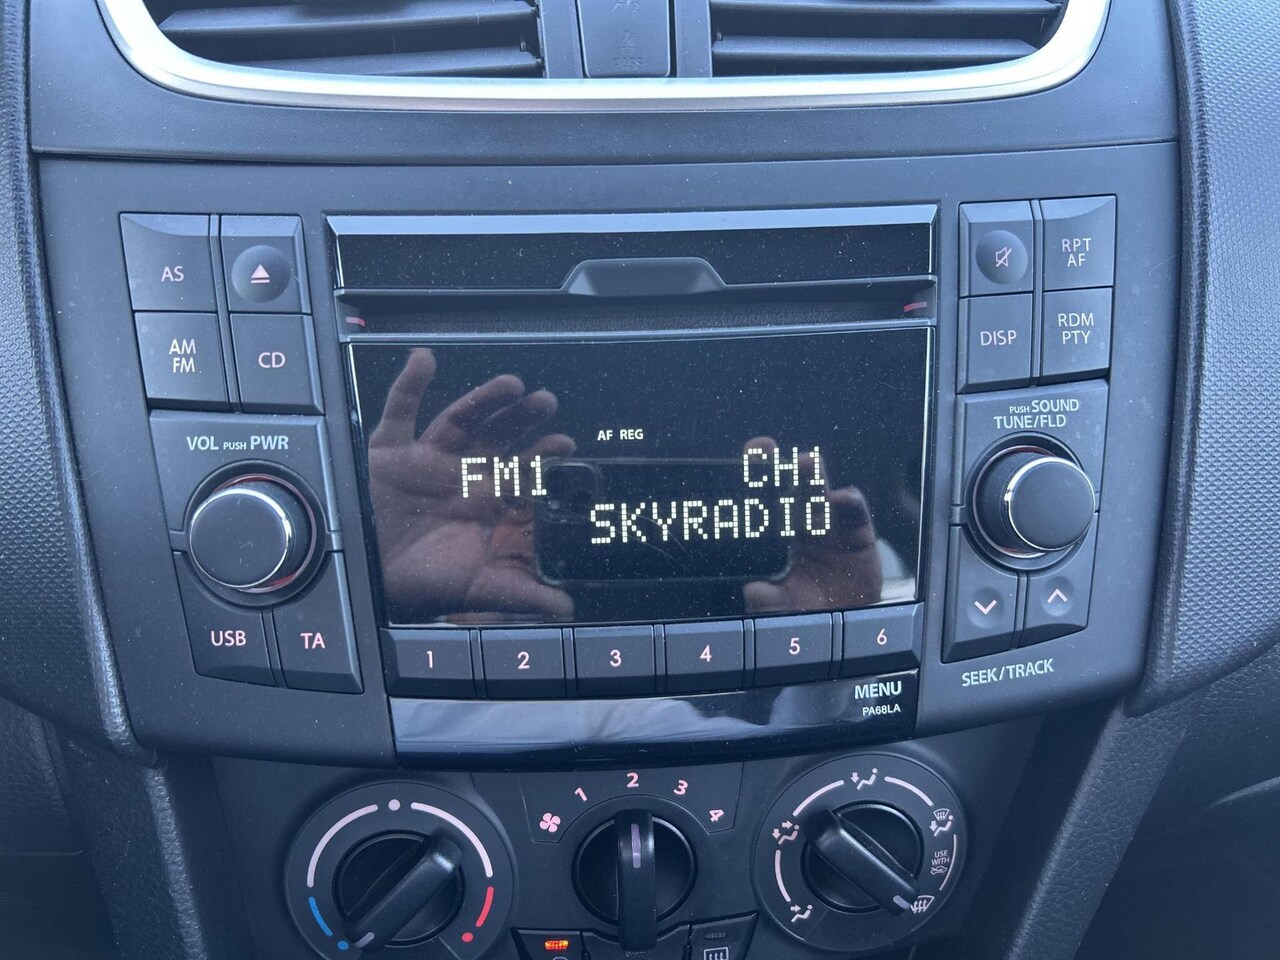 PASS
AS
RPT
AF
AM
FM
CD
DISP
RDM
PTY
VOL PUSH PWR
PUSH SOUND
TUNE/FLD
AF REG
FM1 CH1
SKYRADIO
USB
TA
1 2 3 4 5 6
SEEK/TRACK
MENU
PA68LA
1 2 3 4
USE
WITH